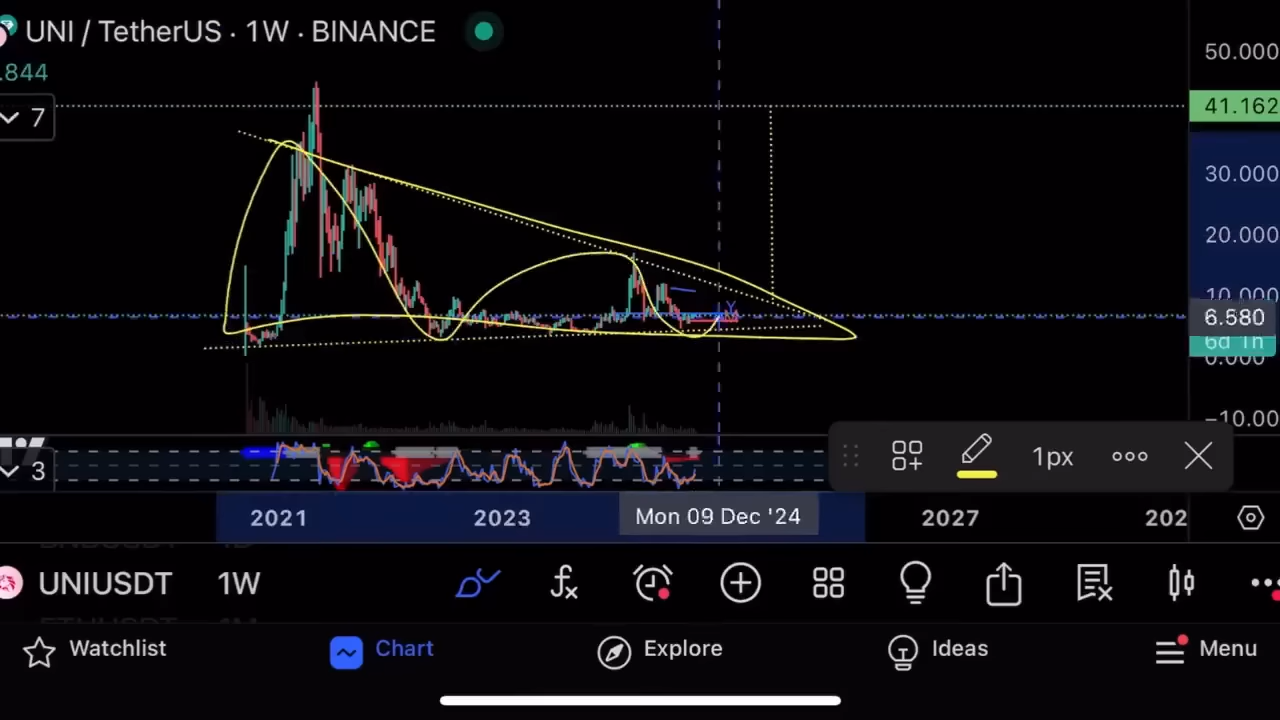 UNI / TetherUS · 1W · BINANCE
.844
7
50.000
41.162
30.000
20.000
10.000
6.580
6d 1h
0.000
−10.00
3
1px
2021
2023
Mon 09 Dec '24
2027
202
UNIUSDT 1W
Watchlist
Chart
Explore
Ideas
Menu